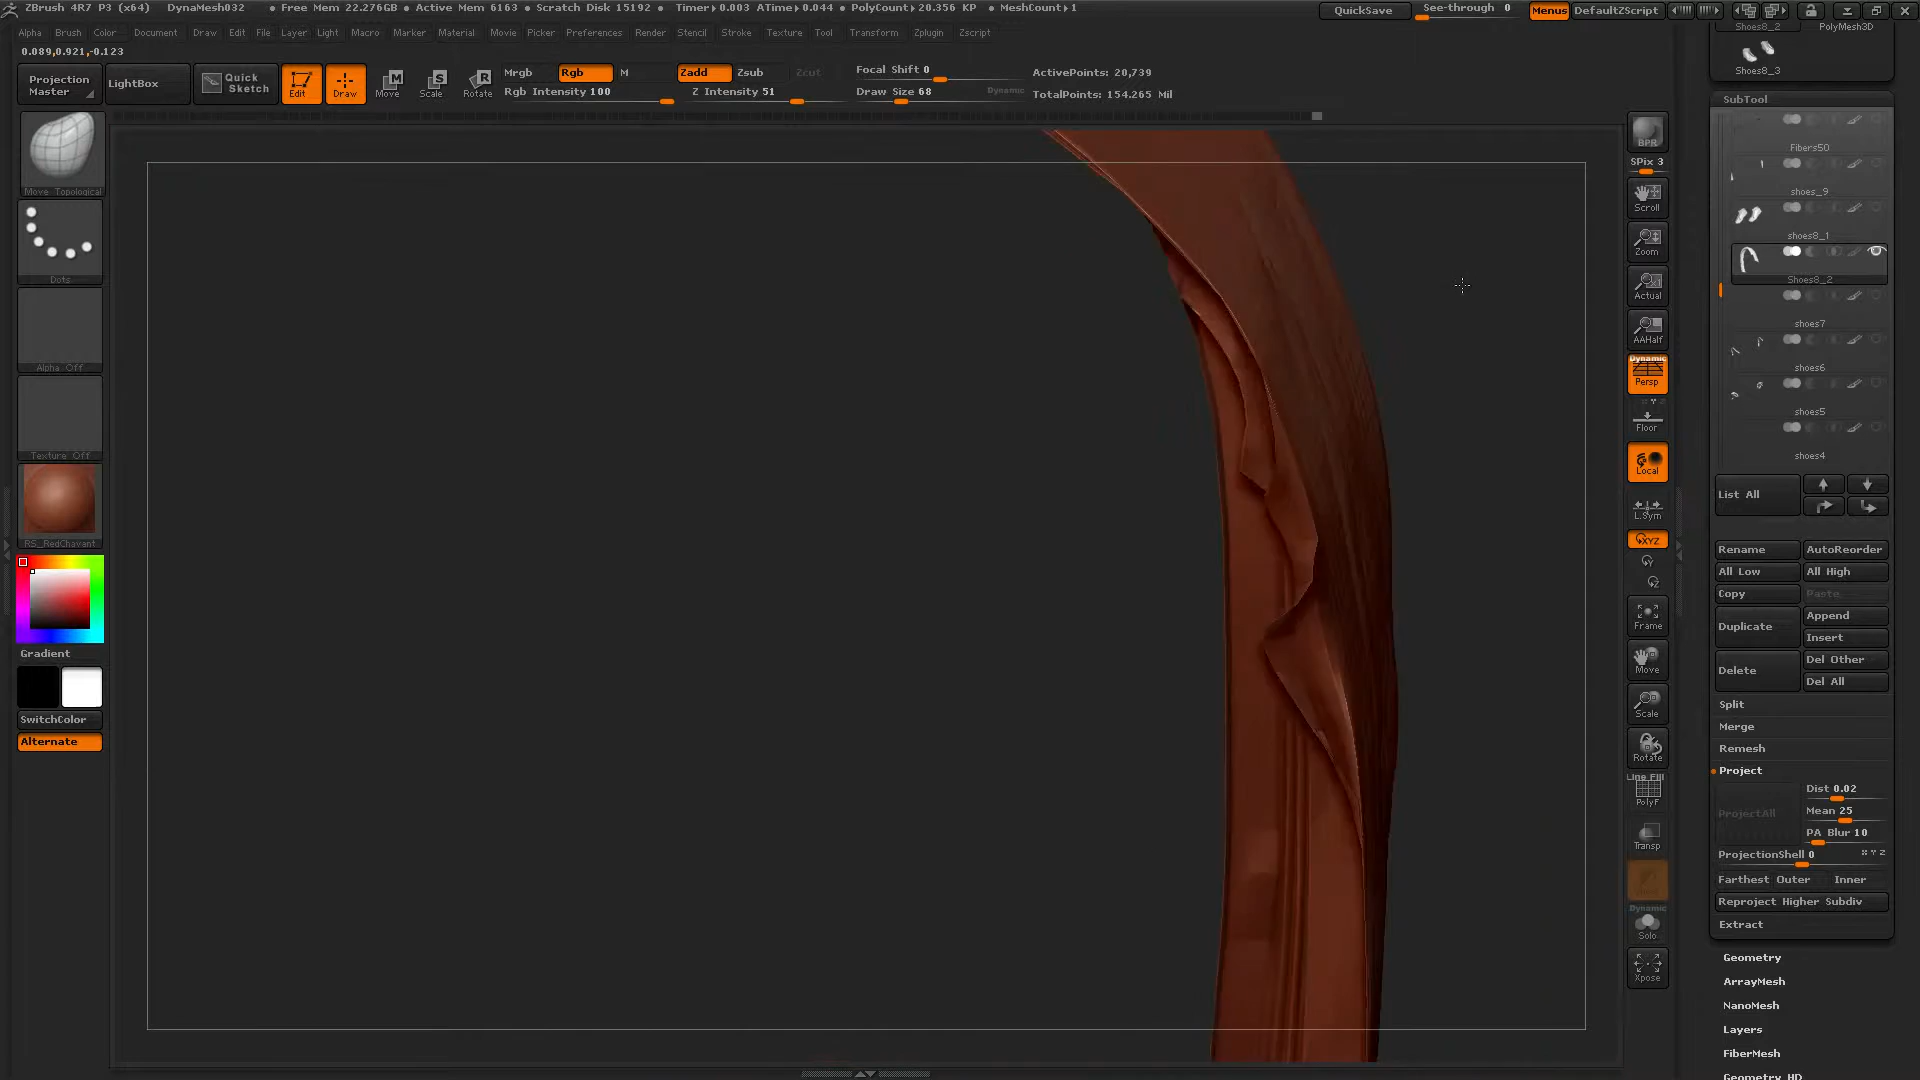 ZBrush 4R7 P3 (x64) DynaMesh032 • Free Mem 22.276GB • Active Mem 6163 • Scratch Disk 15192 • Timer▸0.003 ATime▸0.044 • PolyCount▸20.356 KP • MeshCount▸1 QuickSave See-through 0 Menus DefaultZScript
Alpha Brush Color Document Draw Edit File Layer Light Macro Marker Material Movie Picker Preferences Render Stencil Stroke Texture Tool Transform Zplugin Zscript
0.089,0.921,-0.123
Projection Master
LightBox
Quick Sketch
Edit
Draw
Move
Scale
Rotate
Mrgb Rgb M
Rgb Intensity 100
Zadd Zsub Zcut
Z Intensity 51
Focal Shift 0
Draw Size 68
Dynamic
ActivePoints: 20,739
TotalPoints: 154.265 Mil
Move Topological
Dots
Alpha Off
Texture Off
RS_RedChavant
Gradient
SwitchColor
Alternate
BPR
SPix 3
Scroll
Zoom
Actual
AAHalf
Dynamic
Persp
Floor
Local
L.Sym
XYZ
Y
Z
Frame
Move
Scale
Rotate
Line Fill
PolyF
Transp
Dynamic
Solo
Xpose
Shoes8_2 PolyMesh3D
Shoes8_3
SubTool
Fibers50
shoes_9
shoes8_1
Shoes8_2
shoes7
shoes6
shoes5
shoes4
List All
Rename AutoReorder
All Low All High
Copy Paste
Duplicate Append
Insert
Delete Del Other
Del All
Split
Merge
Remesh
Project
ProjectAll Dist 0.02
Mean 25
PA Blur 10
ProjectionShell 0 X Y Z
Farthest Outer Inner
Reproject Higher Subdiv
Extract
Geometry
ArrayMesh
NanoMesh
Layers
FiberMesh
Geometry HD